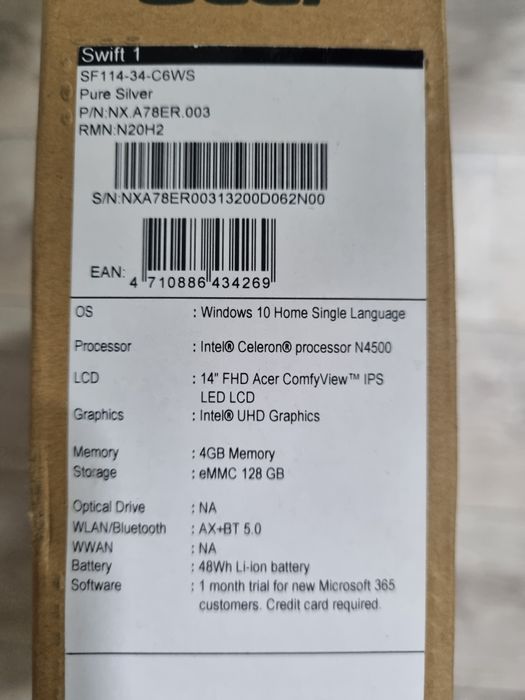 Swift 1
SF114-34-C6WS
Pure Silver
P/N:NX.A78ER.003
RMN:N20H2
S/N:NXA78ER00313200D062N00
EAN: 4 710886 434269
OS : Windows 10 Home Single Language
Processor : Intel® Celeron® processor N4500
LCD : 14" FHD Acer ComfyView™ IPS
LED LCD
Graphics : Intel® UHD Graphics
Memory : 4GB Memory
Storage : eMMC 128 GB
Optical Drive : NA
WLAN/Bluetooth : AX+BT 5.0
WWAN : NA
Battery : 48Wh Li-Ion battery
Software : 1 month trial for new Microsoft 365
customers. Credit card required.